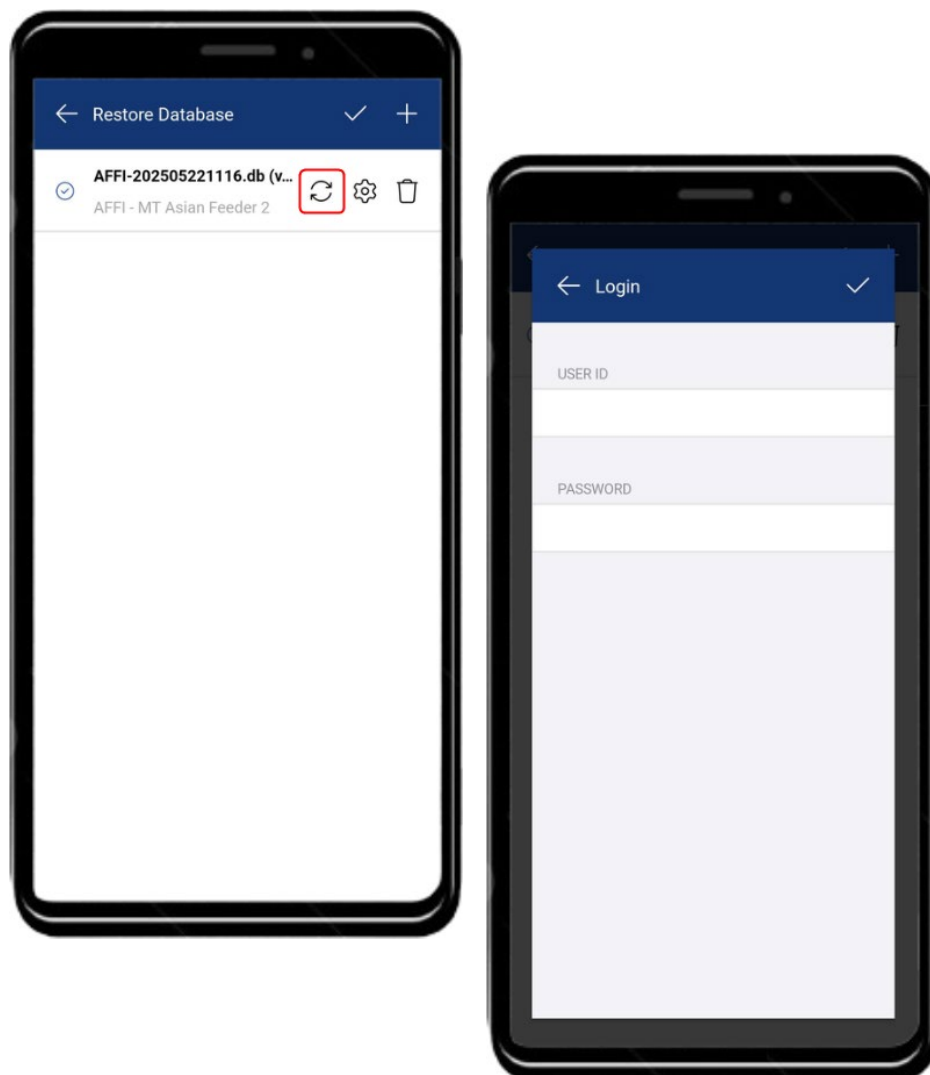 Restore Database
AFFI-202505221116.db (v...
AFFI - MT Asian Feeder 2
Login
USER ID
PASSWORD